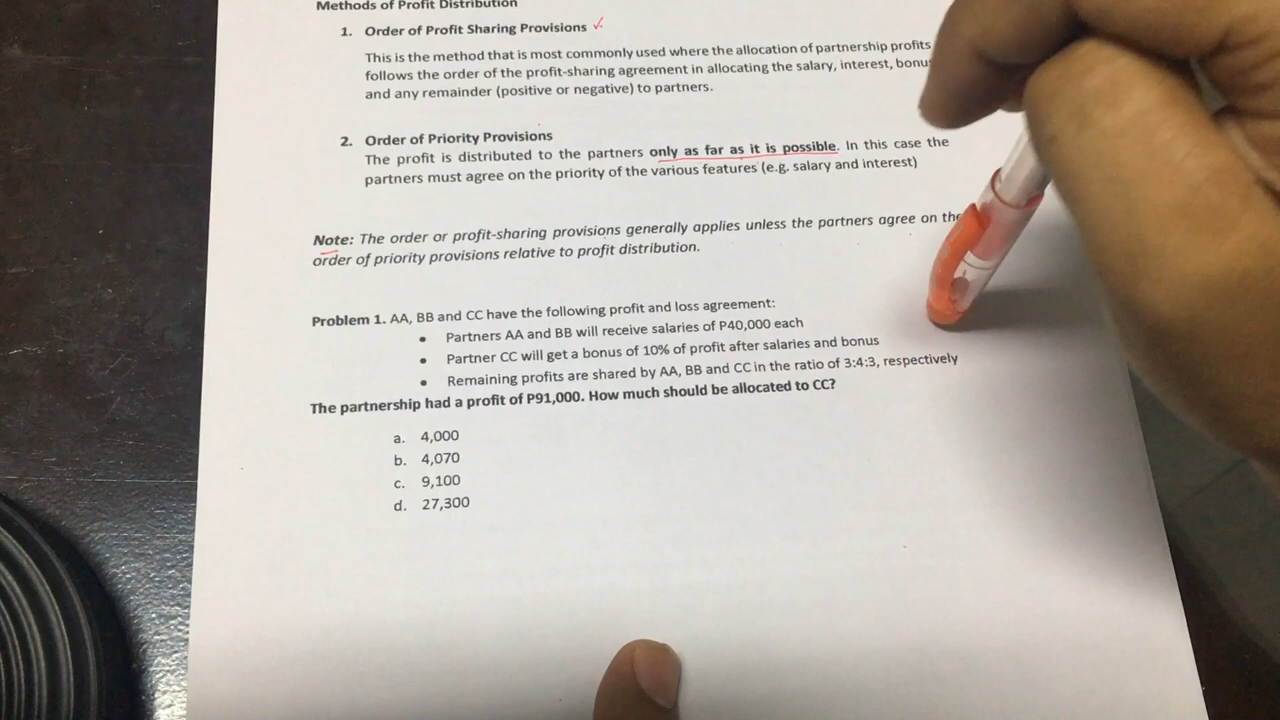 Methods of Profit Distribution
1. Order of Profit Sharing Provisions
This is the method that is most commonly used where the allocation of partnership profits
follows the order of the profit-sharing agreement in allocating the salary, interest,
and any remainder (positive or negative) to partners.
2. Order of Priority Provisions
The profit is distributed to the partners only as far as it is possible. In this case the
partners must agree on the priority of the various features (e.g. salary and interest)
Note: The order or profit-sharing provisions generally applies unless the partners agree on the
order of priority provisions relative to profit distribution.
Problem 1. AA, BB and CC have the following profit and loss agreement:
• Partners AA and BB will receive salaries of P40,000 each
• Partner CC will get a bonus of 10% of profit after salaries and bonus
• Remaining profits are shared by AA, BB and CC in the ratio of 3:4:3, respectively
The partnership had a profit of P91,000. How much should be allocated to CC?
a. 4,000
b. 4,070
c. 9,100
d. 27,300